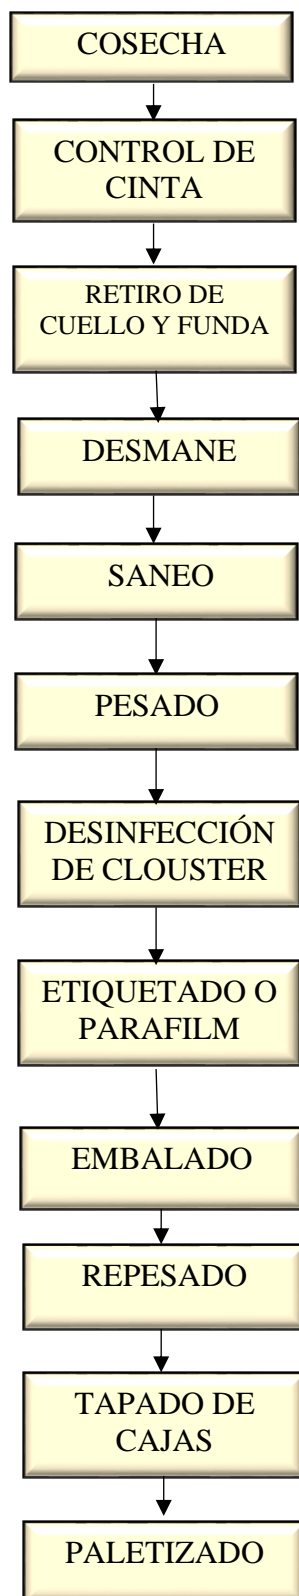 COSECHA
CONTROL DE
CINTA
RETIRO DE
CUELLO Y FUNDA
DESMANE
SANEO
PESADO
DESINFECCIÓN
DE CLOUSTER
ETIQUETADO O
PARAFILM
EMBALADO
REPESADO
TAPADO DE
CAJAS
PALETIZADO